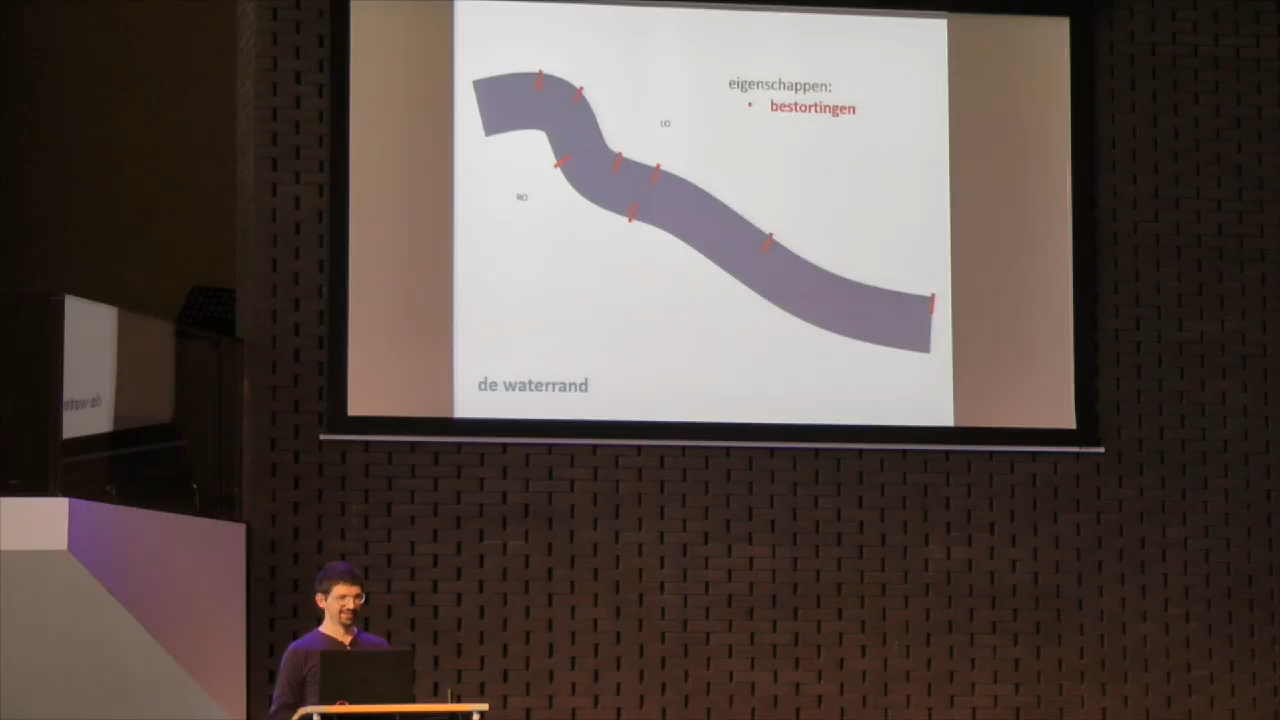 eigenschappen:
• bestortingen
LO
RO
de waterrand